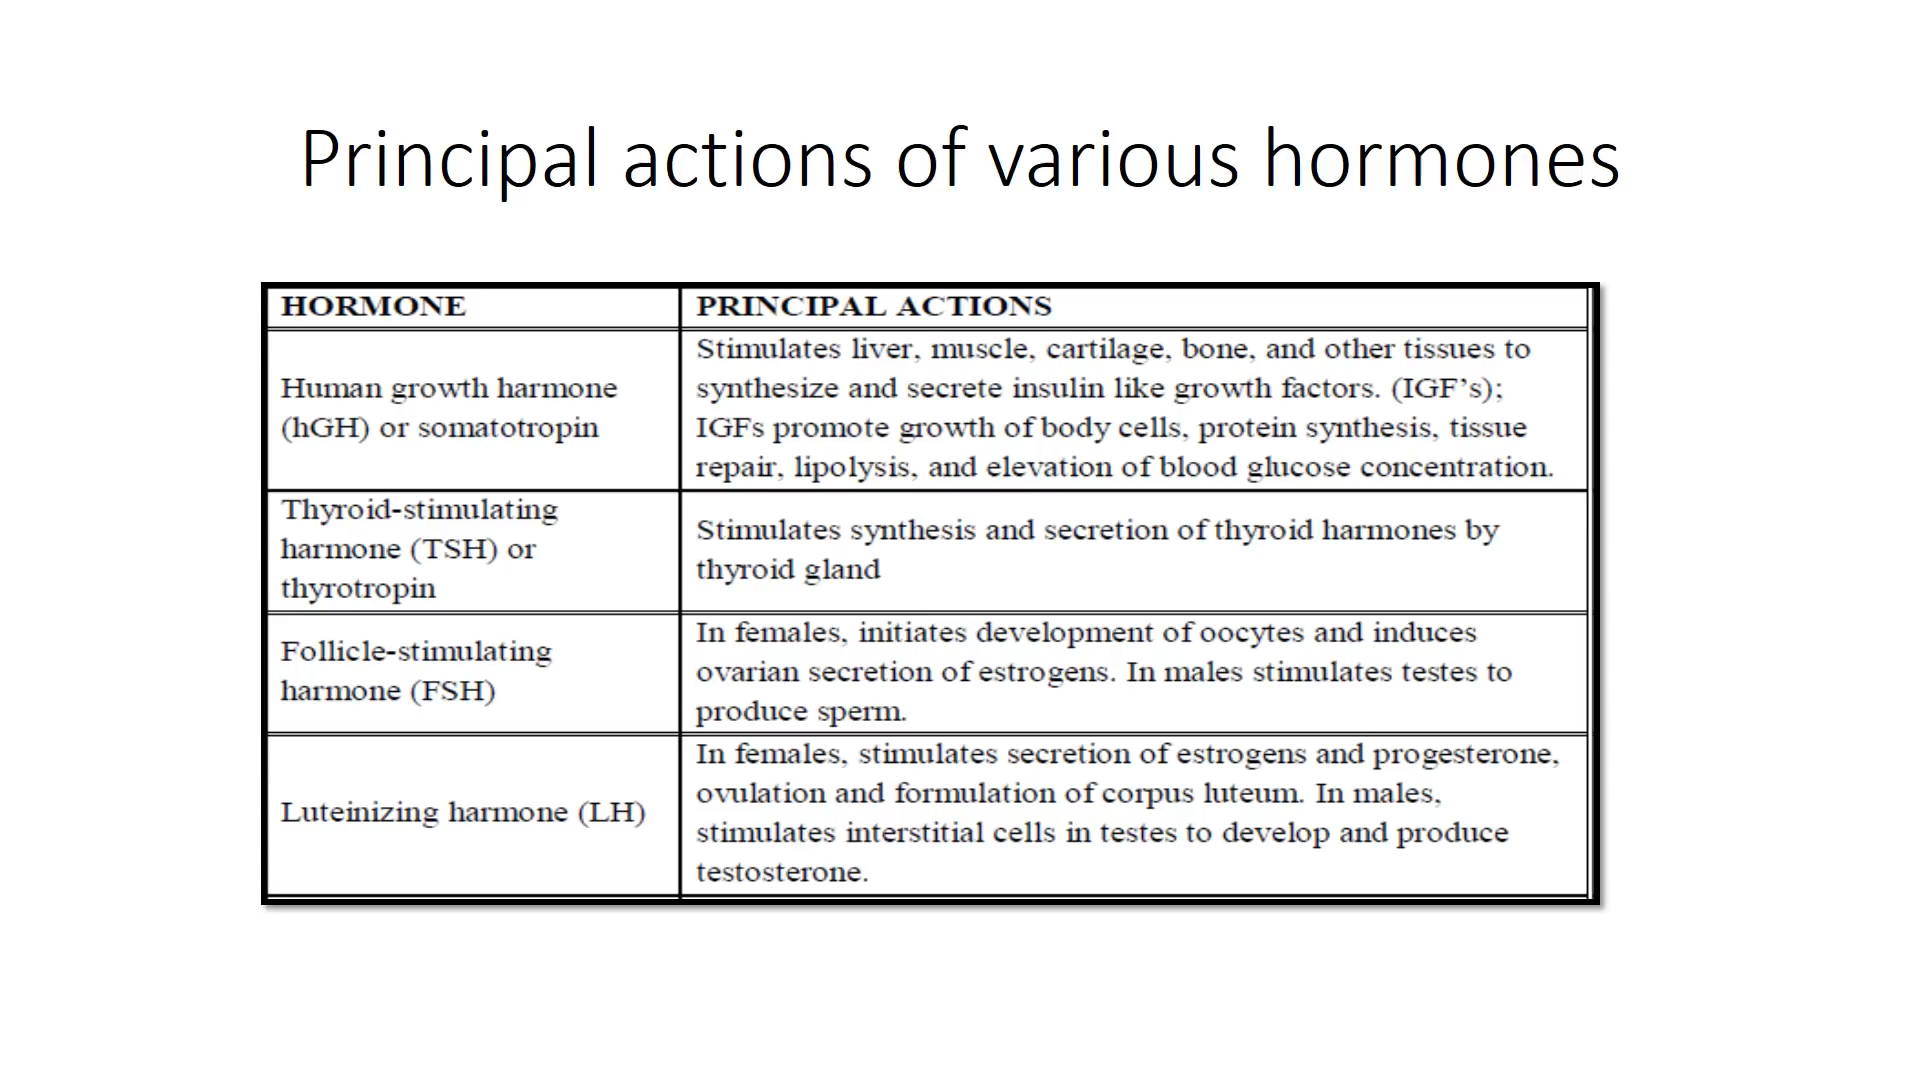 Principal actions of various hormones
HORMONE
PRINCIPAL ACTIONS
Human growth harmone
(hGH) or somatotropin
Stimulates liver, muscle, cartilage, bone, and other tissues to
synthesize and secrete insulin like growth factors. (IGF’s);
IGFs promote growth of body cells, protein synthesis, tissue
repair, lipolysis, and elevation of blood glucose concentration.
Thyroid-stimulating
harmone (TSH) or
thyrotropin
Stimulates synthesis and secretion of thyroid harmones by
thyroid gland
Follicle-stimulating
harmone (FSH)
In females, initiates development of oocytes and induces
ovarian secretion of estrogens. In males stimulates testes to
produce sperm.
Luteinizing harmone (LH)
In females, stimulates secretion of estrogens and progesterone,
ovulation and formulation of corpus luteum. In males,
stimulates interstitial cells in testes to develop and produce
testosterone.